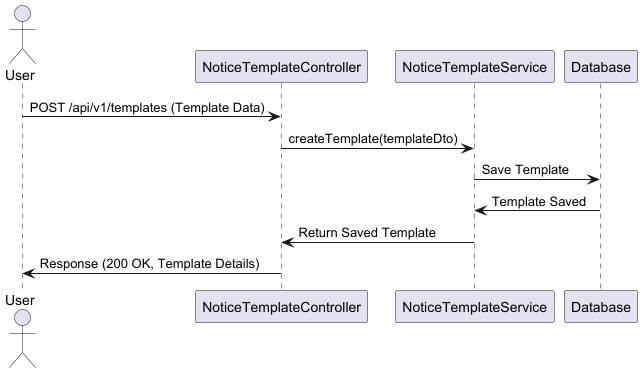 User
NoticeTemplateController
NoticeTemplateService
Database
POST /api/v1/templates (Template Data)
createTemplate(templateDto)
Save Template
Template Saved
Return Saved Template
Response (200 OK, Template Details)
User
NoticeTemplateController
NoticeTemplateService
Database